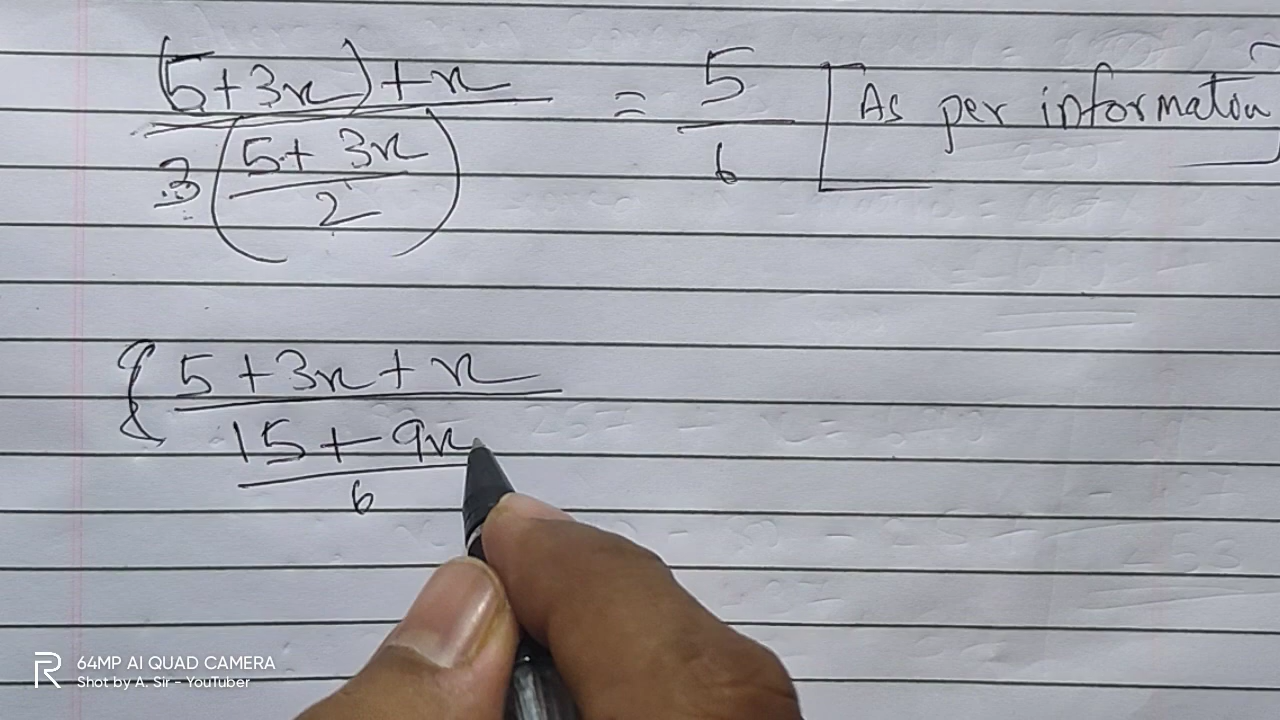 (5+3x)+x
3(5+3x/2) = 5/6 [As per information]
{5+3x+x
15+9x
6
R 64MP AI QUAD CAMERA
Shot by A. Sir - YouTuber